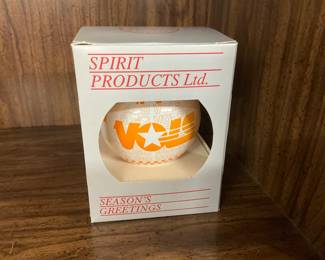 SPIRIT
PRODUCTS Ltd.
VOLS
SEASON'S
GREETINGS